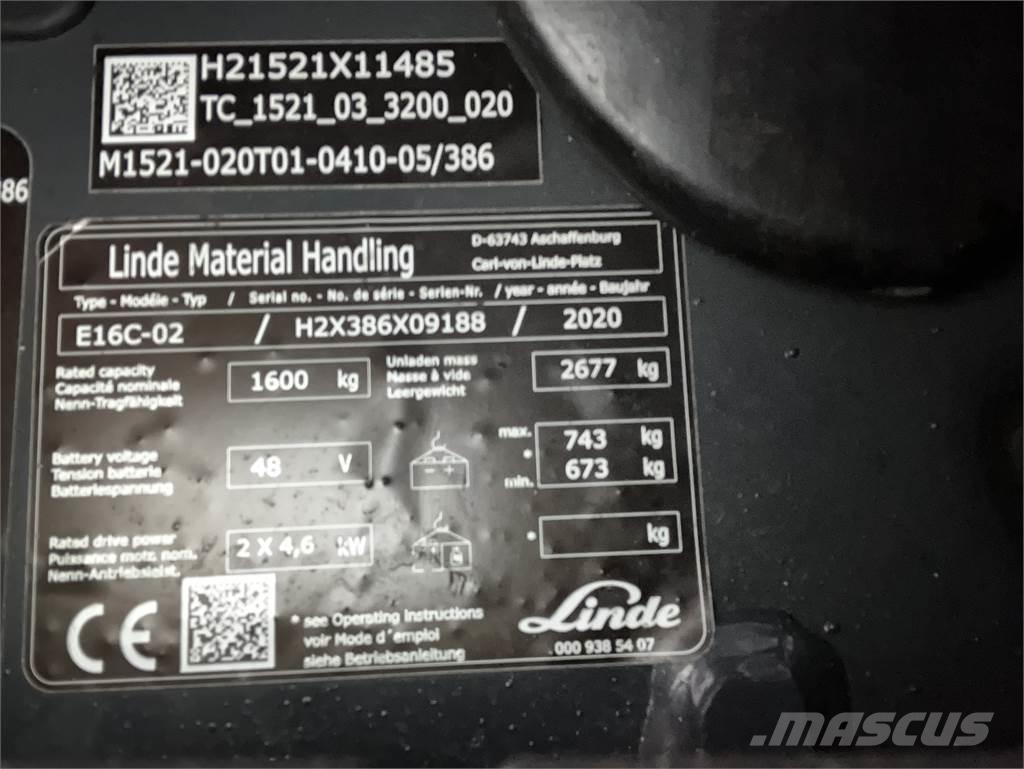 H21521X11485
TC_1521_03_3200_020
M1521-020T01-0410-05/386
386
Linde Material Handling
D-63743 Aschaffenburg
Carl-von-Linde-Platz
Type - Modèle - Typ / Serial no. - No. de série - Serien-Nr. / year - année - Baujahr
E16C-02 / H2X386X09188 / 2020
Rated capacity
Capacité nominale
Nenn-Tragfähigkeit
1600 kg
Unladen mass
Masse à vide
Leergewicht
2677 kg
Battery voltage
Tension batterie
Batteriespannung
48 V
- +
max.
*
min.
743 kg
673 kg
Rated drive power
Puissance motr. nom.
Nenn-Antriebsleist.
2 X 4,6 kW
*
kg
CE
* see Operating Instructions
voir Mode d'emploi
siehe Betriebsanleitung
Linde
000 938 54 07
MASCUS